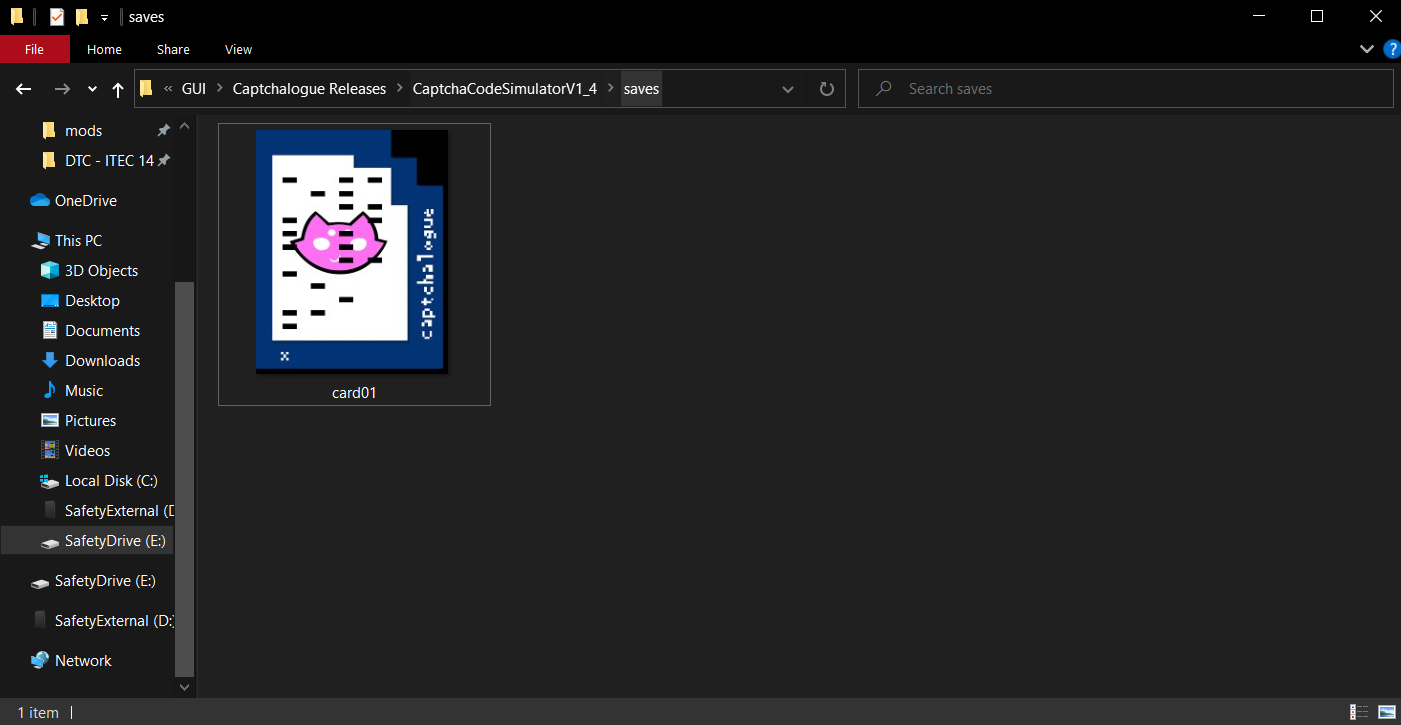 saves
File Home Share View
« GUI > Captchalogue Releases > CaptchaCodeSimulatorV1_4 > saves
Search saves
mods
DTC - ITEC 14
OneDrive
This PC
3D Objects
Desktop
Documents
Downloads
Music
Pictures
Videos
Local Disk (C:)
SafetyExternal (D
SafetyDrive (E:)
SafetyDrive (E:)
SafetyExternal (D:)
Network
captchalogue
x
card01
1 item